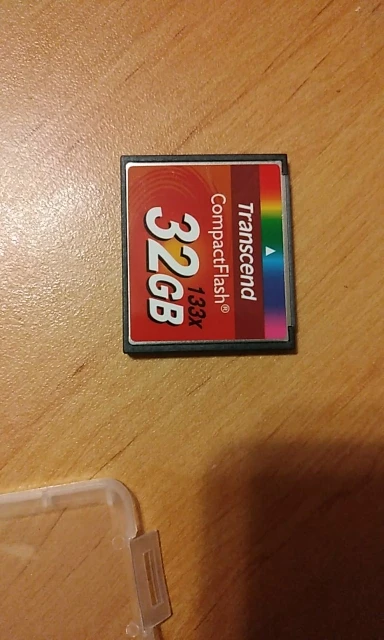 Transcend
CompactFlash®
133x
32GB